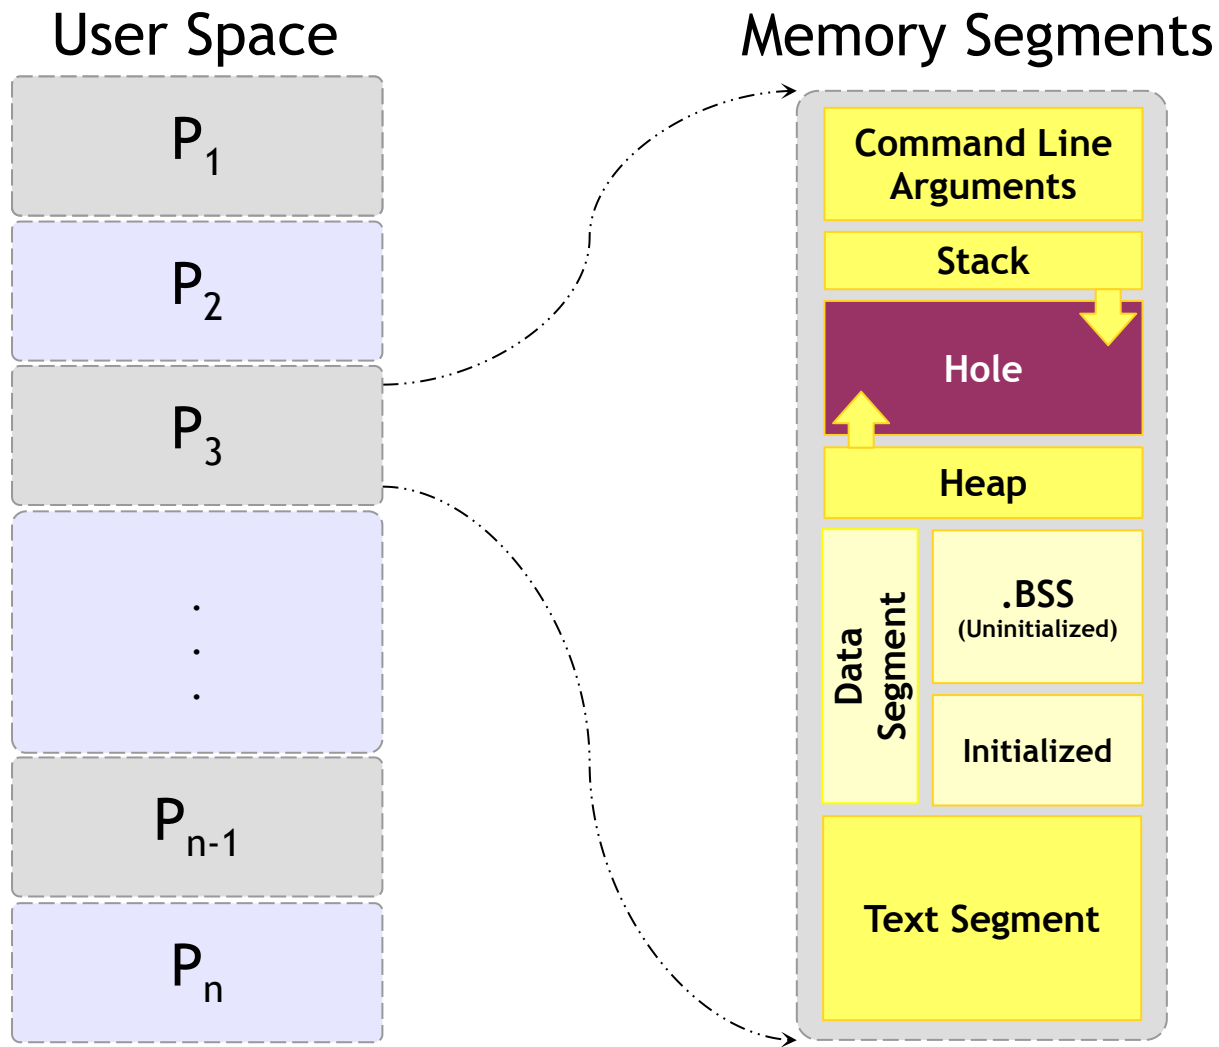 User Space
P1
P2
P3
.
.
.
Pn-1
Pn
Memory Segments
Command Line
Arguments
Stack
Hole
Heap
Data
Segment
.BSS
(Uninitialized)
Initialized
Text Segment